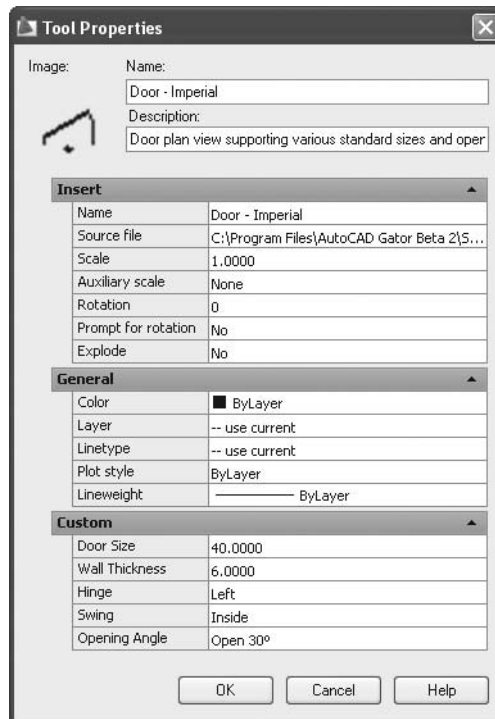 Tool Properties
Image:
Name:
Door - Imperial
Description:
Door plan view supporting various standard sizes and oper
Insert
Name Door - Imperial
Source file C:\Program Files\AutoCAD Gator Beta 2\S...
Scale 1.0000
Auxiliary scale None
Rotation 0
Prompt for rotation No
Explode No
General
Color ByLayer
Layer -- use current
Linetype -- use current
Plot style ByLayer
Lineweight ByLayer
Custom
Door Size 40.0000
Wall Thickness 6.0000
Hinge Left
Swing Inside
Opening Angle Open 30º
OK Cancel Help